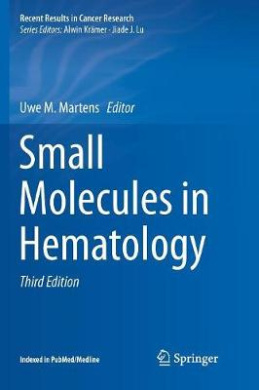 Recent Results in Cancer Research
Series Editors: Alwin Krämer · Jiade J. Lu
Uwe M. Martens Editor
Small
Molecules in
Hematology
Third Edition
Indexed in PubMed/Medline
Springer